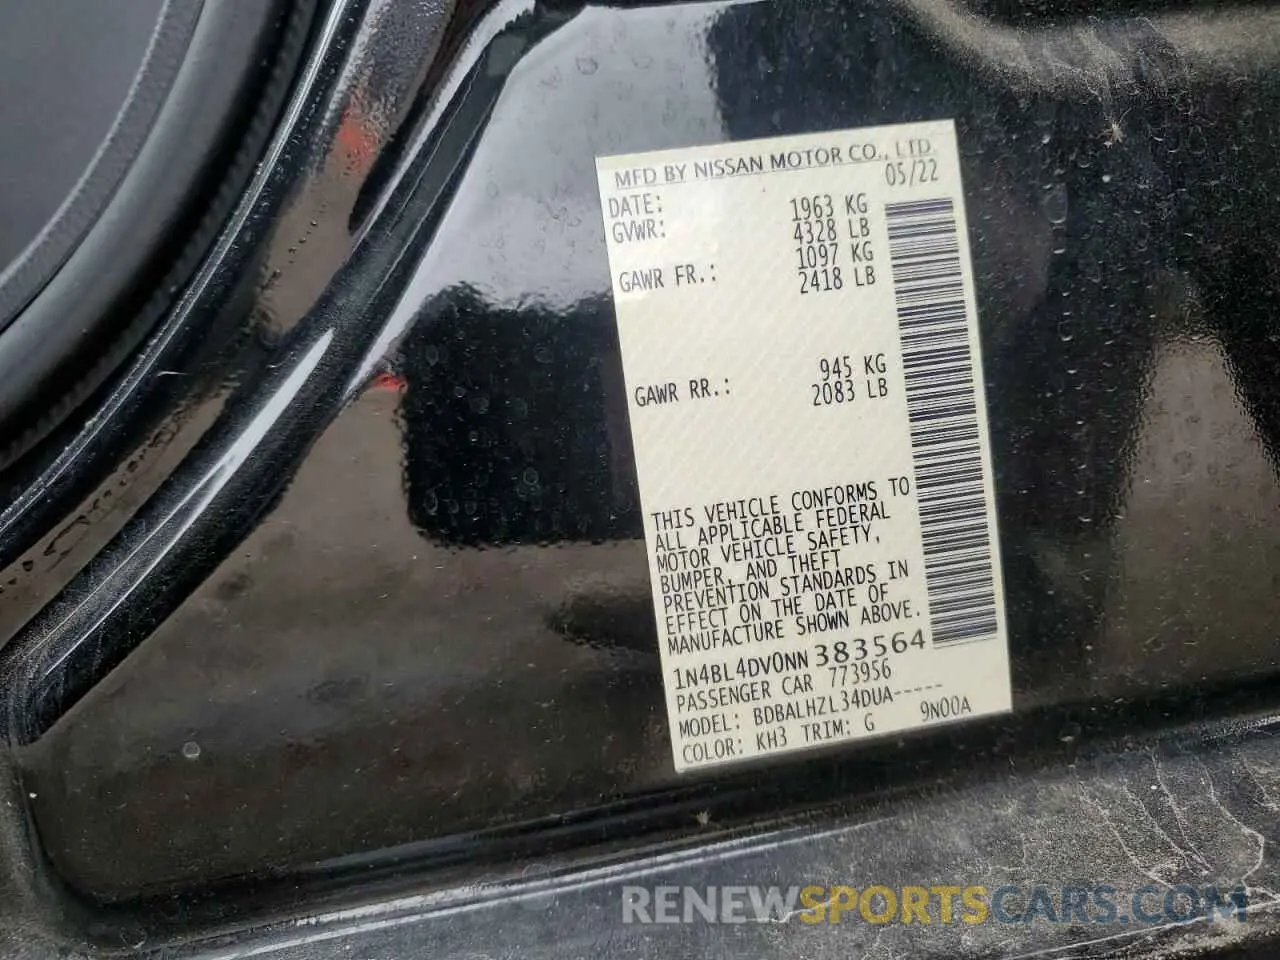 MFD BY NISSAN MOTOR CO., LTD.
DATE: 05/22
GVWR: 1963 KG
4328 LB
GAWR FR.: 1097 KG
2418 LB
GAWR RR.: 945 KG
2083 LB
THIS VEHICLE CONFORMS TO
ALL APPLICABLE FEDERAL
MOTOR VEHICLE SAFETY,
BUMPER, AND THEFT
PREVENTION STANDARDS IN
EFFECT ON THE DATE OF
MANUFACTURE SHOWN ABOVE.
1N4BL4DV0NN383564
PASSENGER CAR 773956
MODEL: BDBALHZL34DUA-----
COLOR: KH3 TRIM: G 9N00A
RENEWSPORTSCARS.COM